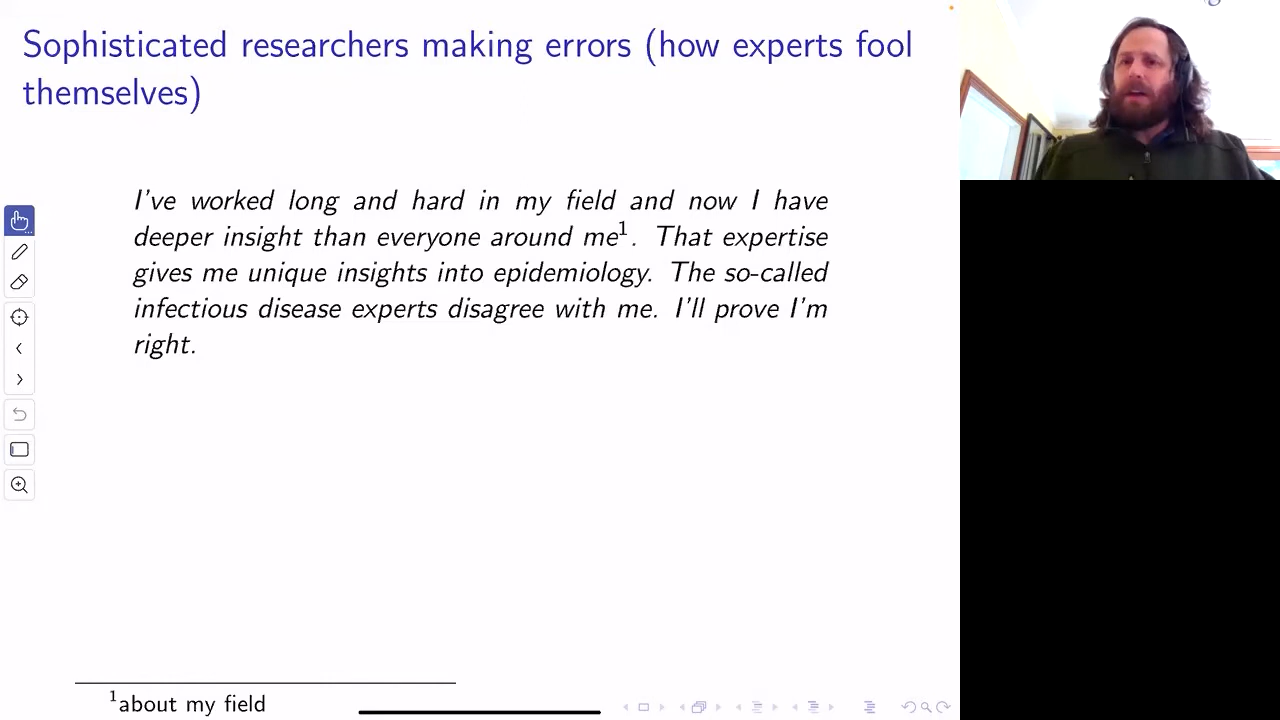 Sophisticated researchers making errors (how experts fool
themselves)
I've worked long and hard in my field and now I have
deeper insight than everyone around me¹. That expertise
gives me unique insights into epidemiology. The so-called
infectious disease experts disagree with me. I'll prove I'm
right.
¹about my field